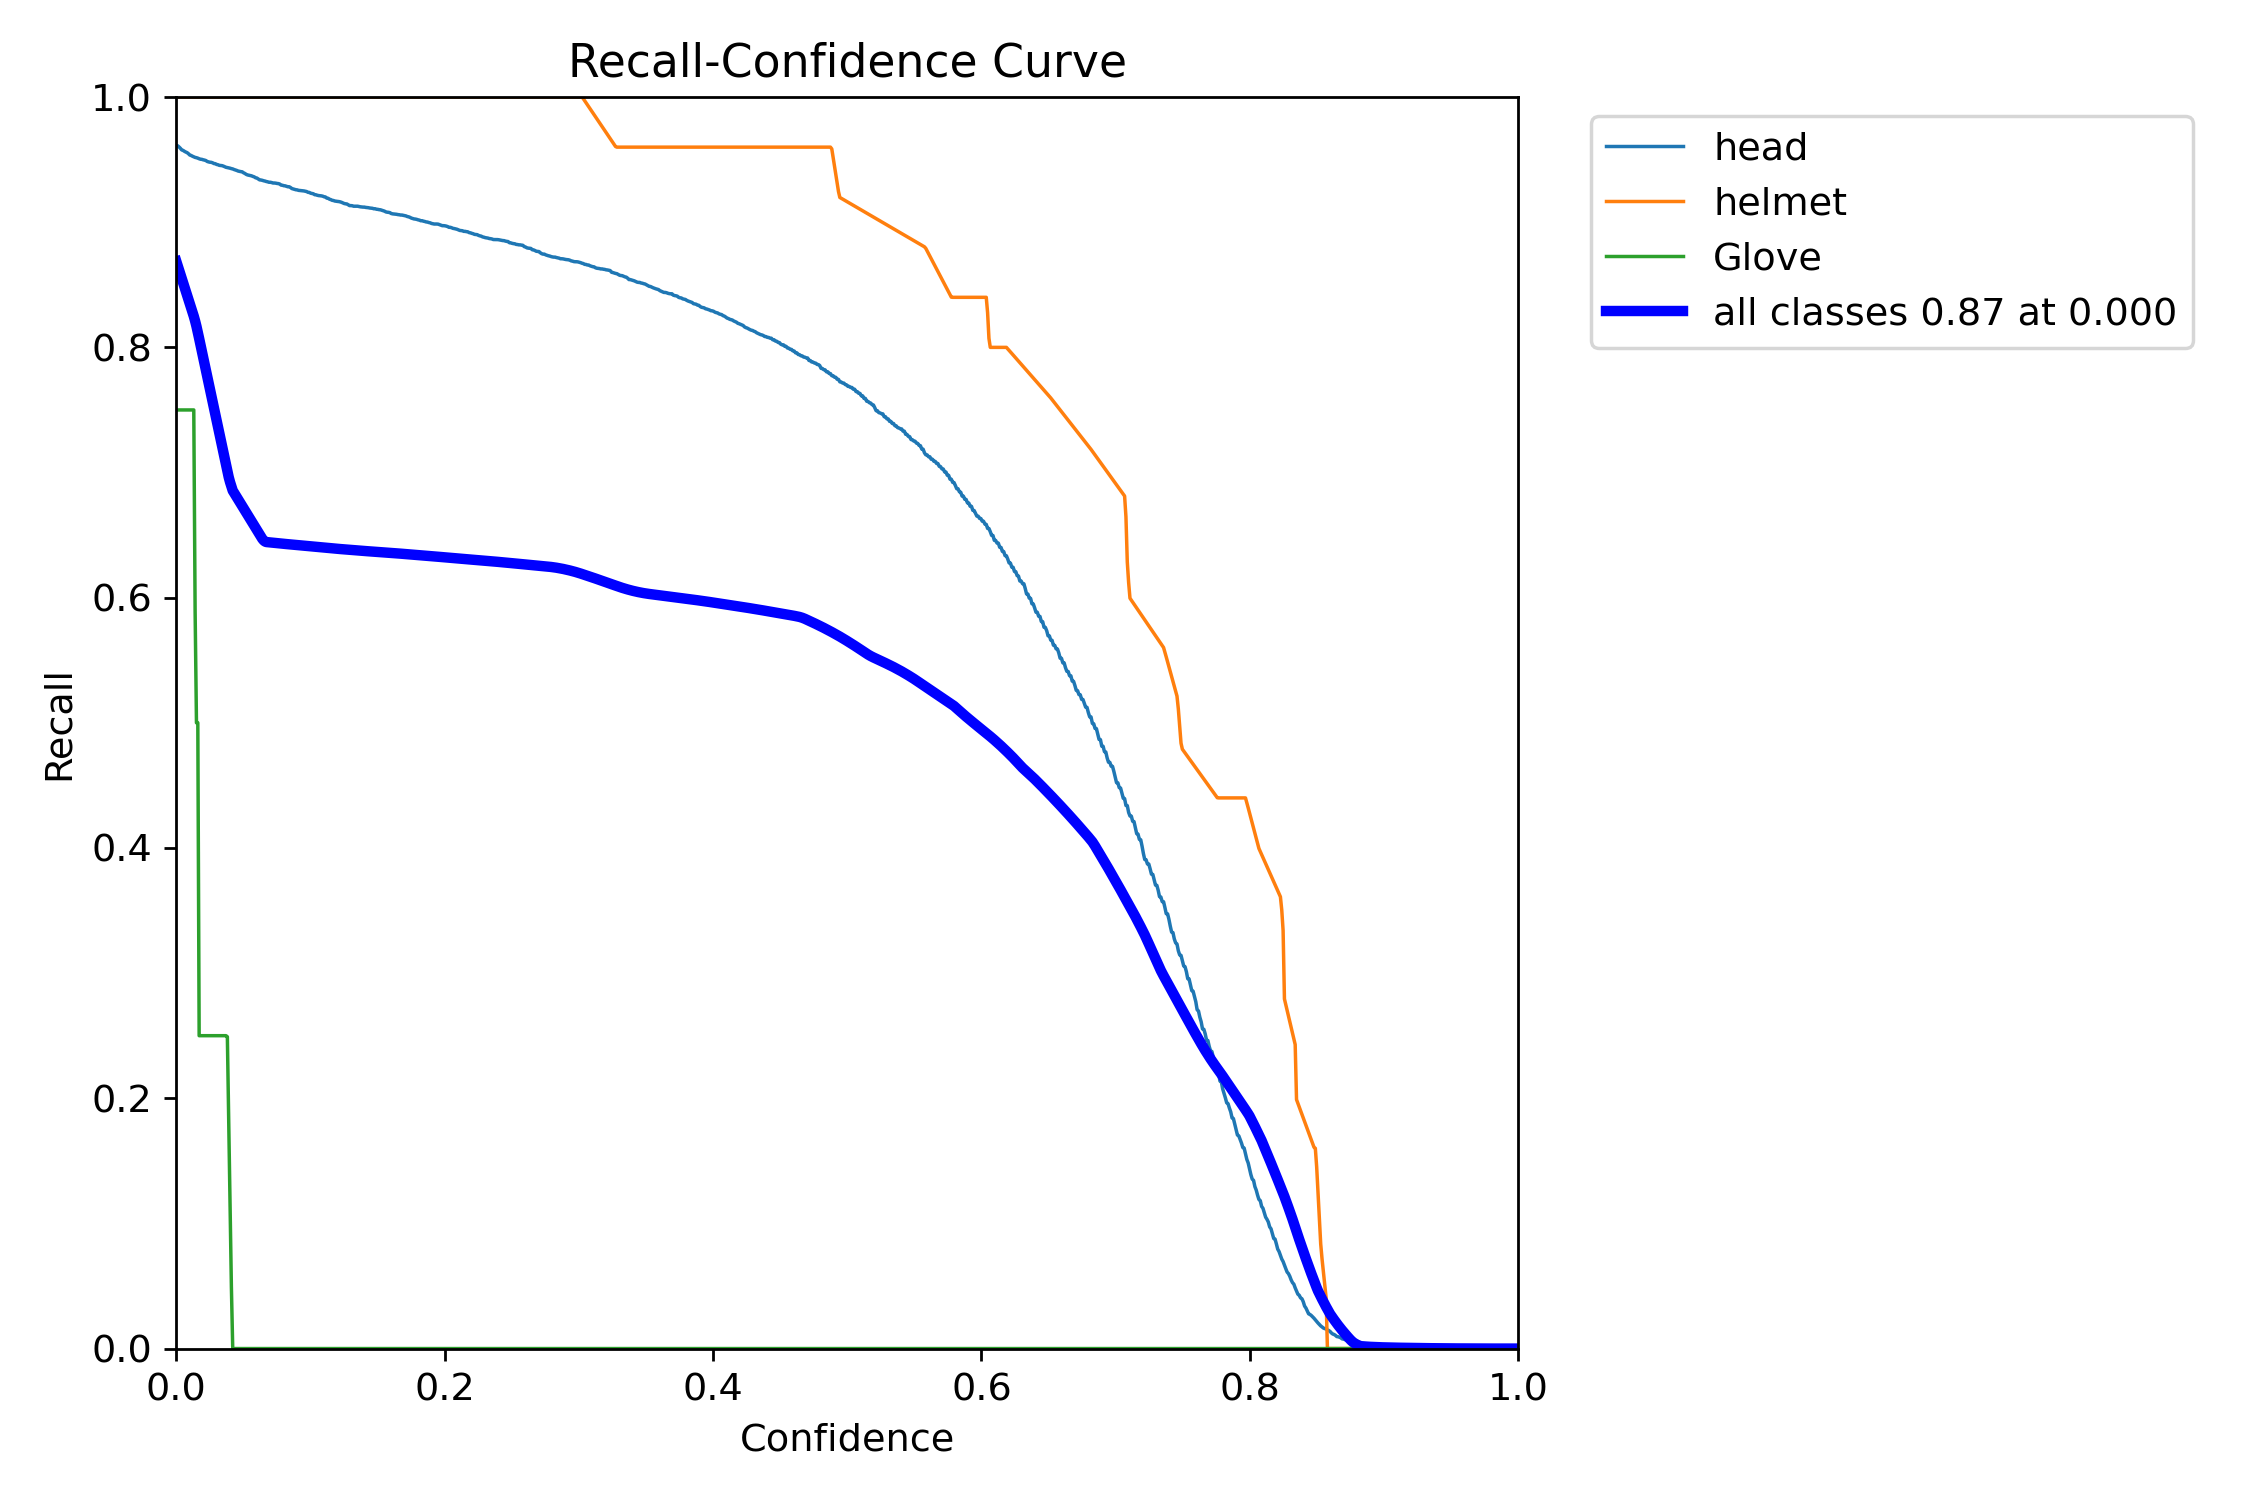 Recall-Confidence Curve
1.0
0.8
0.6
0.4
0.2
0.0
Recall
0.0 0.2 0.4 0.6 0.8 1.0
Confidence
head
helmet
Glove
all classes 0.87 at 0.000